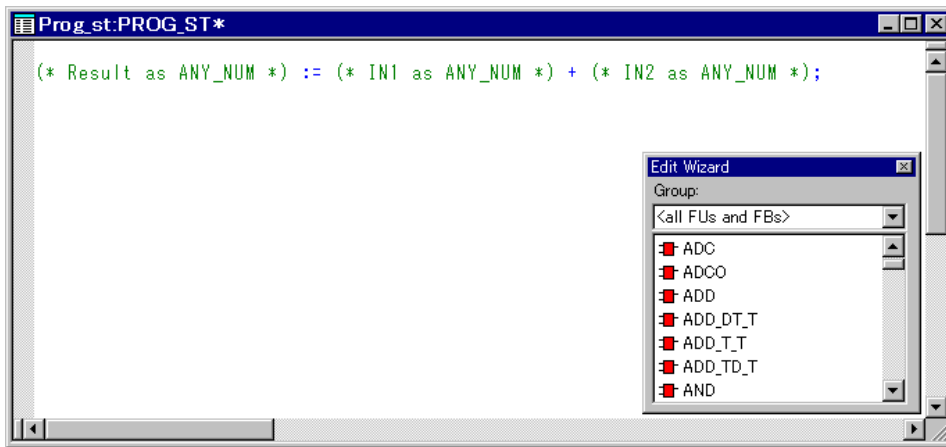 Prog_st:PROG_ST*
(* Result as ANY_NUM *) := (* IN1 as ANY_NUM *) + (* IN2 as ANY_NUM *);
Edit Wizard
Group:
<all FUs and FBs>
ADC
ADCO
ADD
ADD_DT_T
ADD_T_T
ADD_TD_T
AND